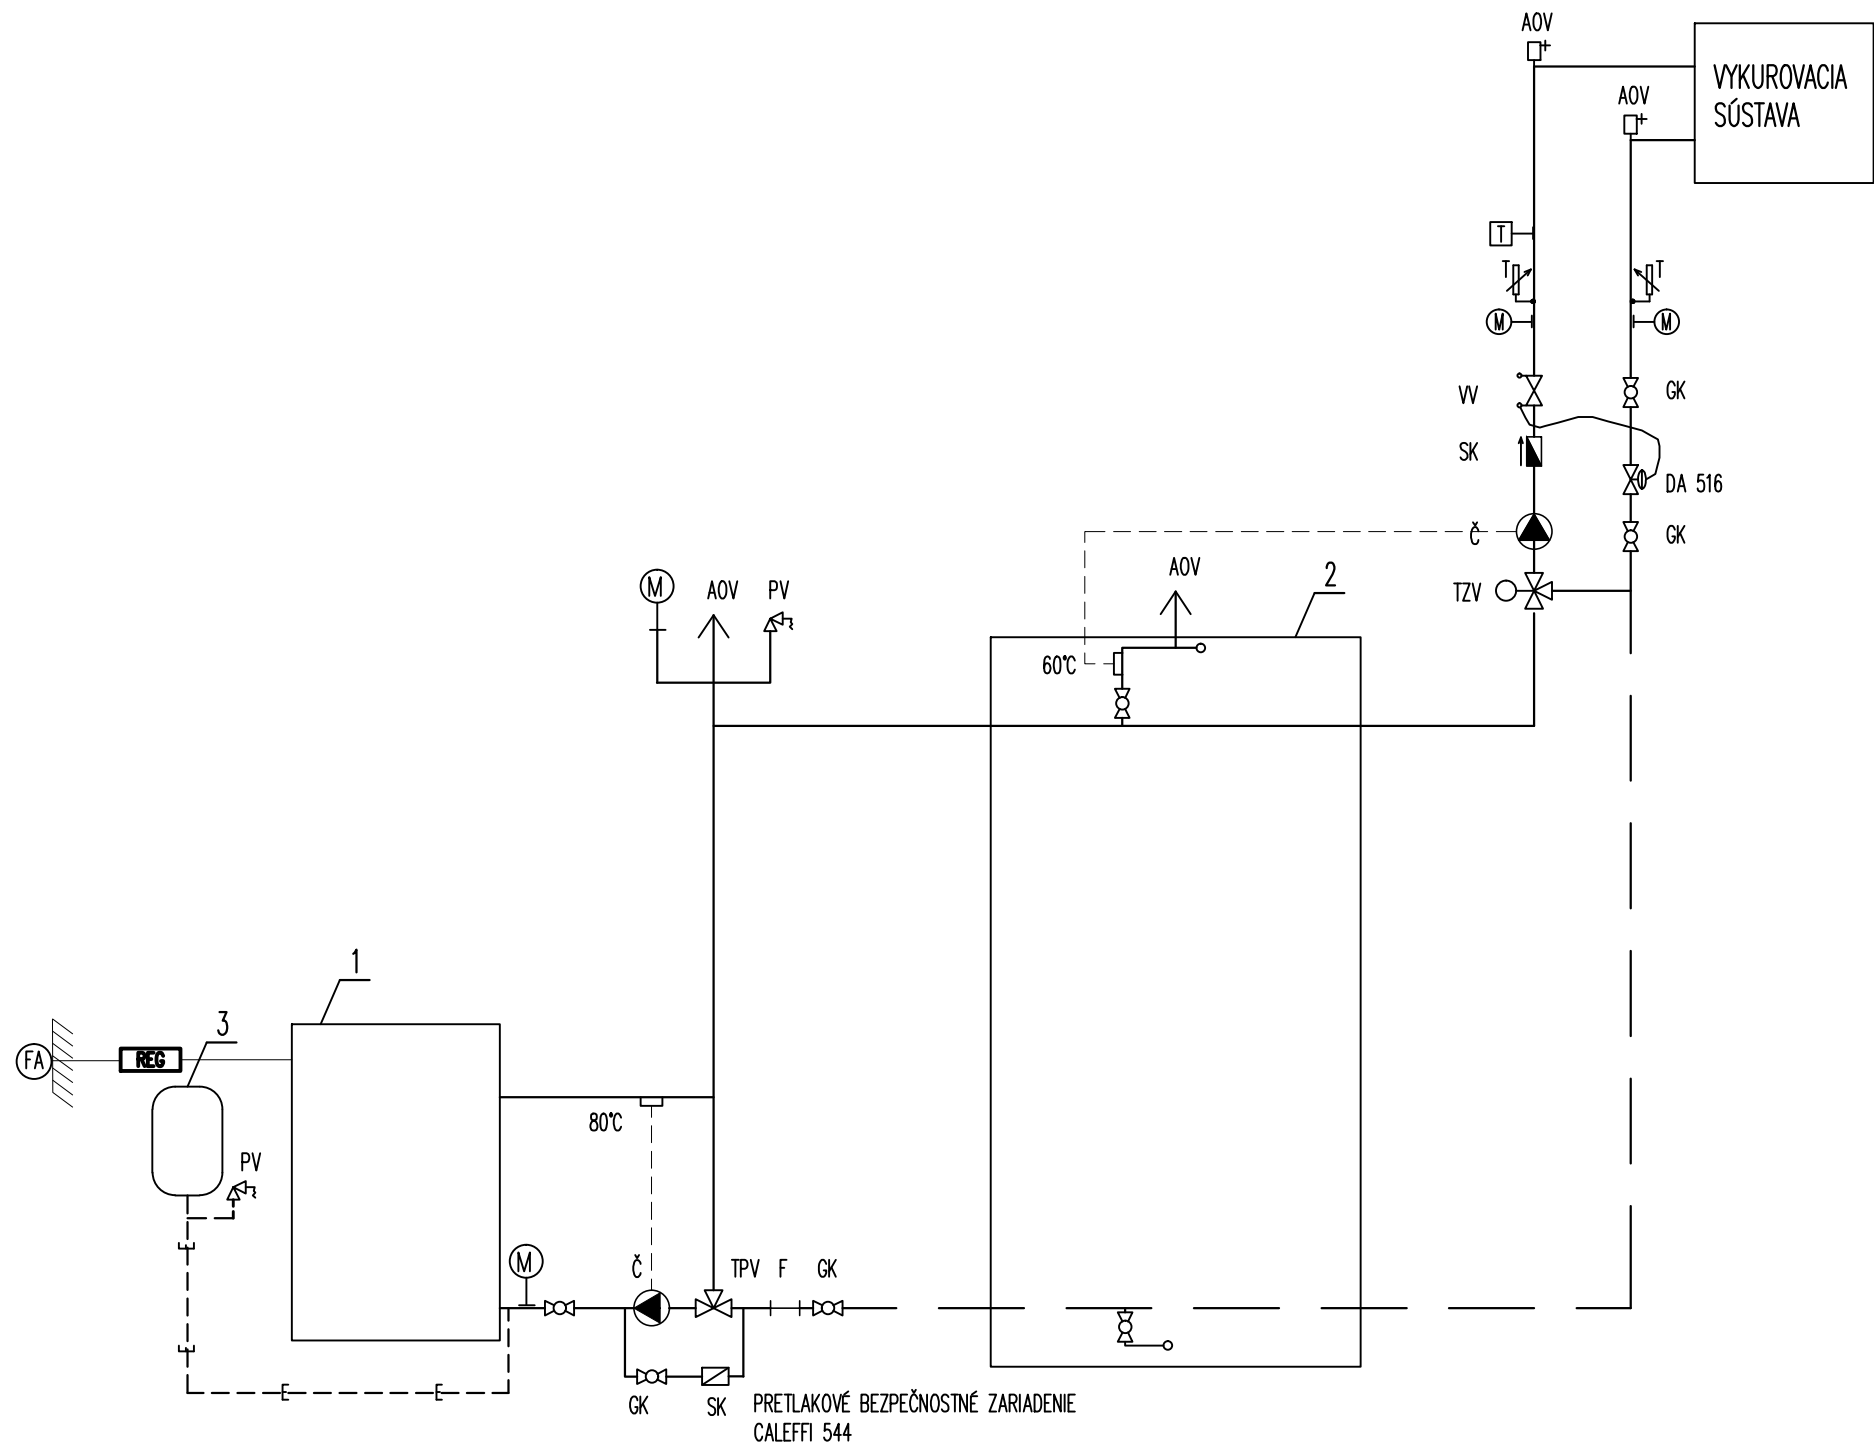 AOV
VYKUROVACIA
SÚSTAVA
AOV
T
T
T
M
M
VV
GK
SK
DA 516
Č
GK
TZV
M
AOV
PV
AOV
2
60°C
1
3
FA
REG
80°C
PV
M
Č
TPV
F
GK
GK
SK
PRETLAKOVÉ BEZPEČNOSTNÉ ZARIADENIE
CALEFFI 544
E
E
E
E